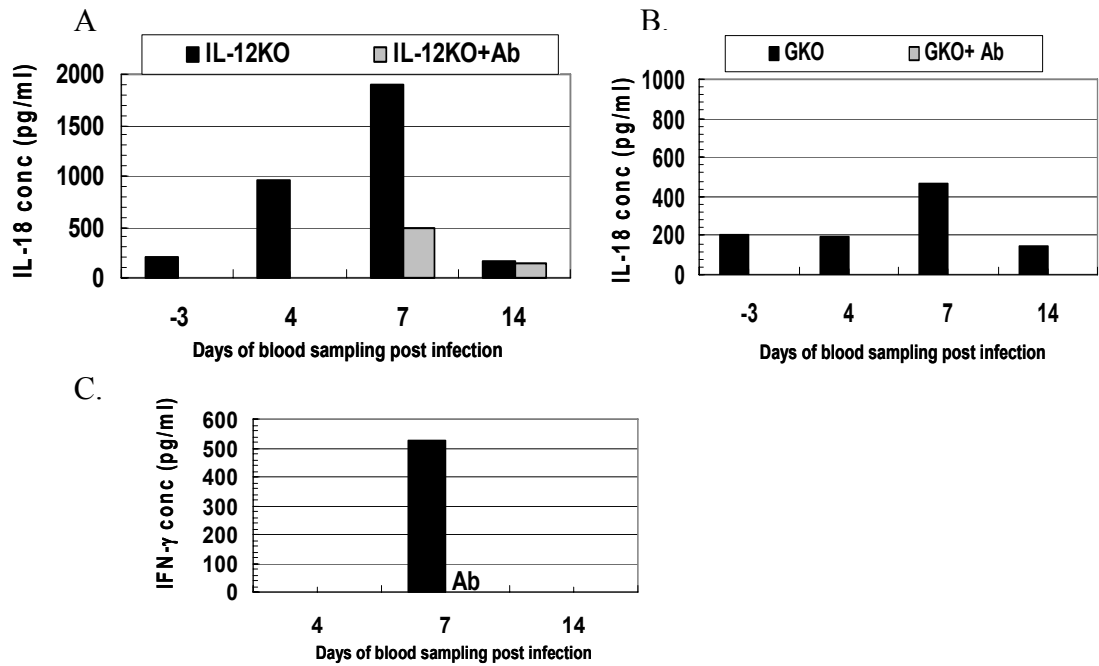 A
B.
IL-12KO IL-12KO+Ab
GKO GKO+ Ab
IL-18 conc (pg/ml)
2000
1500
1000
500
0
-3 4 7 14
Days of blood sampling post infection
IL-18 conc (pg/ml)
1000
800
600
400
200
0
-3 4 7 14
Days of blood sampling post infection
C.
IFN-γ conc (pg/ml)
600
500
400
300
200
100
0
Ab
4 7 14
Days of blood sampling post infection